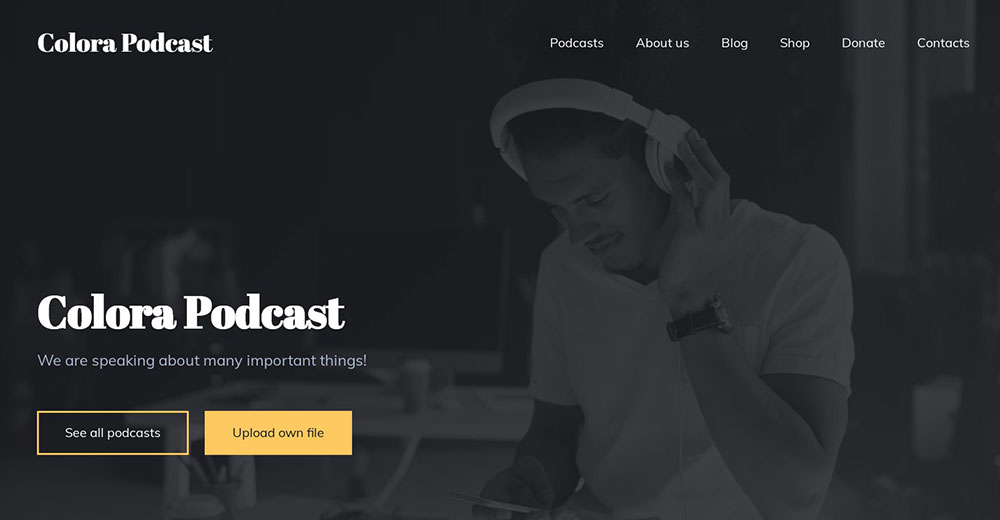 Colora Podcast
Podcasts About us Blog Shop Donate Contacts
Colora Podcast
We are speaking about many important things!
See all podcasts Upload own file